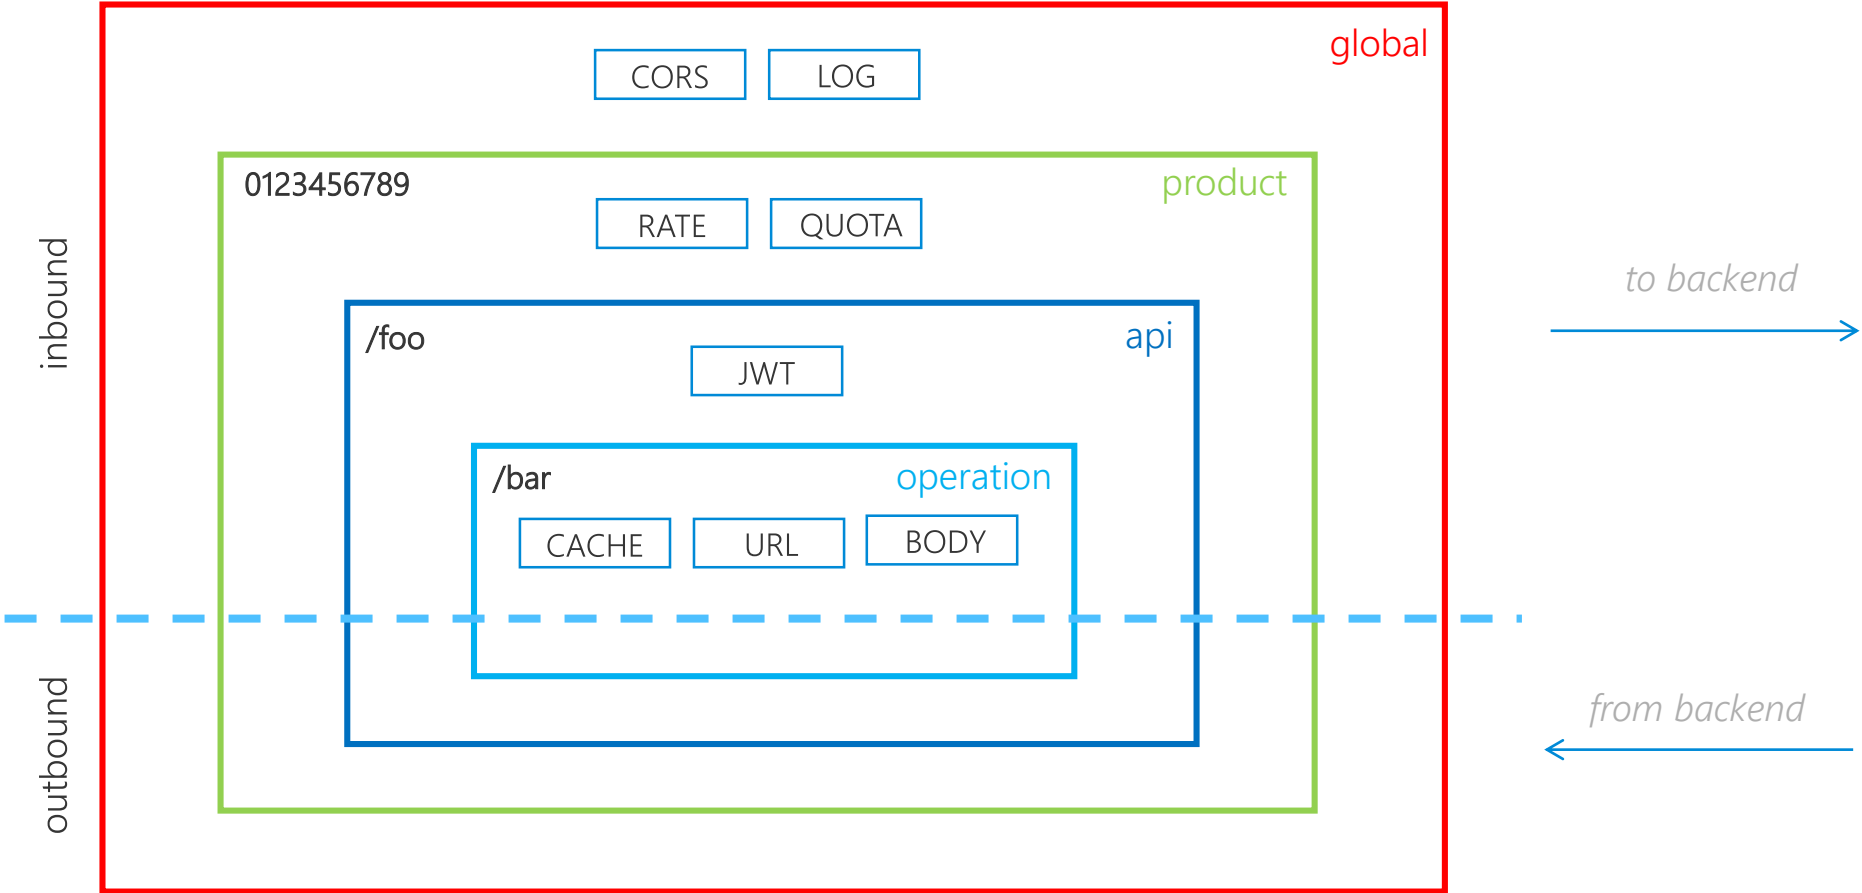 global
CORS
LOG
0123456789
product
RATE
QUOTA
inbound
to backend
/foo
api
JWT
/bar
operation
CACHE
URL
BODY
outbound
from backend